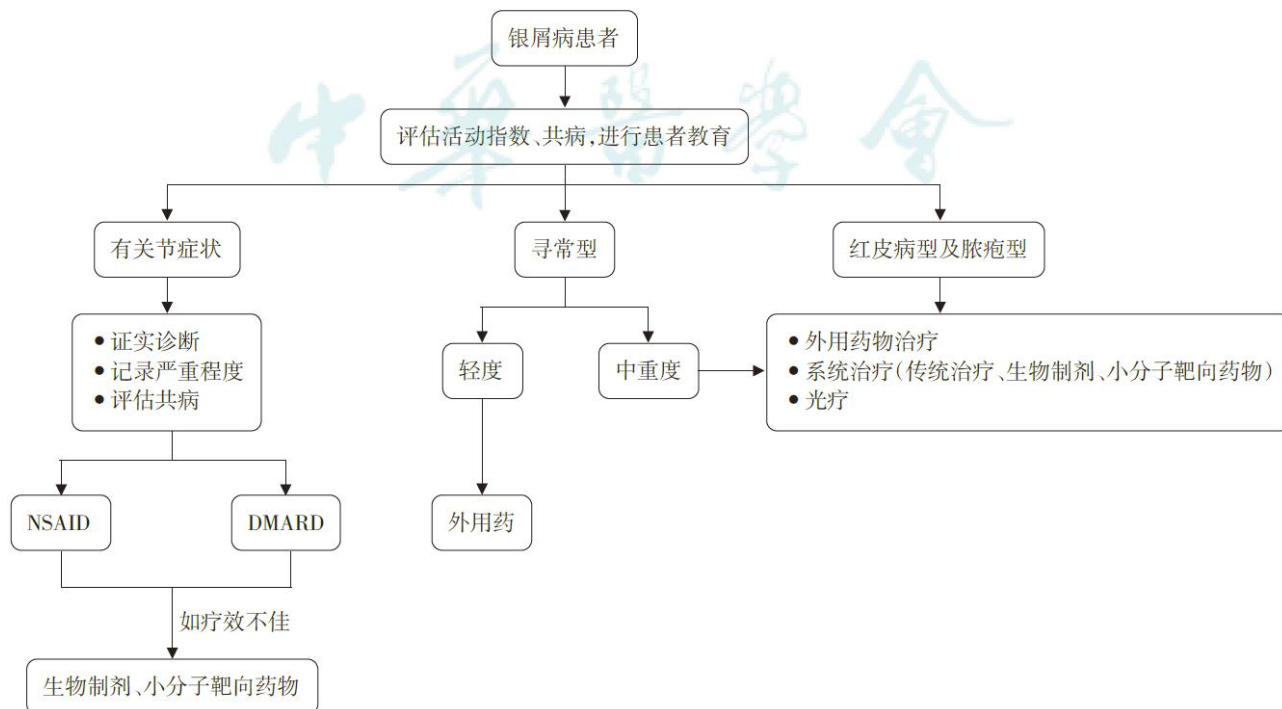 银屑病患者
中华医学会
评估活动指数、共病,进行患者教育
有关节症状
寻常型
红皮病型及脓疱型
● 证实诊断
● 记录严重程度
● 评估共病
轻度
中重度
● 外用药物治疗
● 系统治疗(传统治疗、生物制剂、小分子靶向药物)
● 光疗
NSAID
DMARD
外用药
如疗效不佳
生物制剂、小分子靶向药物